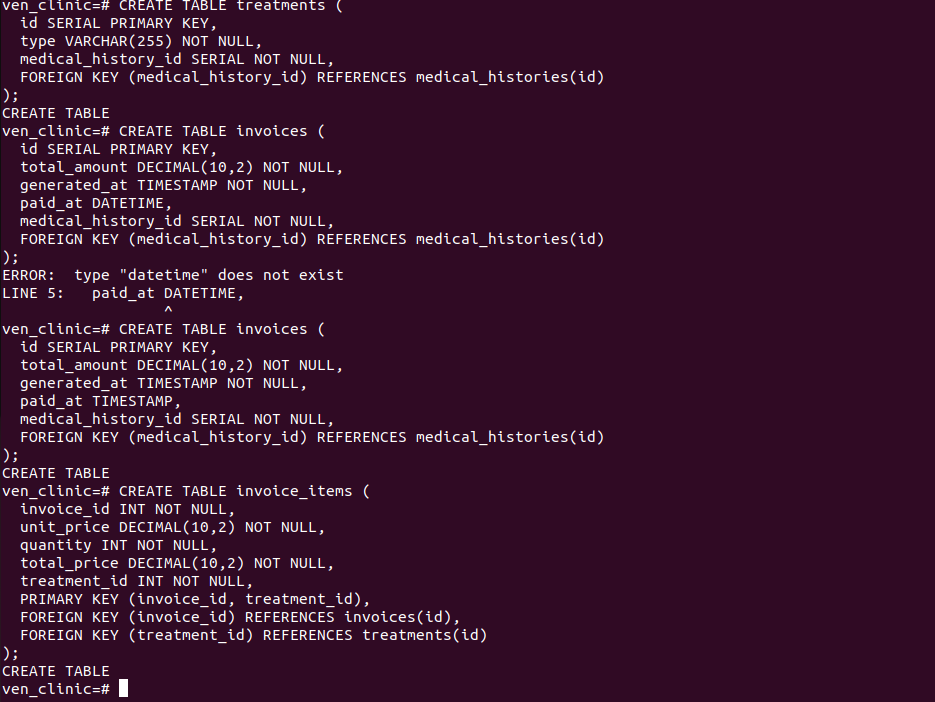 ven_clinic=# CREATE TABLE treatments (
  id SERIAL PRIMARY KEY,
  type VARCHAR(255) NOT NULL,
  medical_history_id SERIAL NOT NULL,
  FOREIGN KEY (medical_history_id) REFERENCES medical_histories(id)
);
CREATE TABLE
ven_clinic=# CREATE TABLE invoices (
  id SERIAL PRIMARY KEY,
  total_amount DECIMAL(10,2) NOT NULL,
  generated_at TIMESTAMP NOT NULL,
  paid_at DATETIME,
  medical_history_id SERIAL NOT NULL,
  FOREIGN KEY (medical_history_id) REFERENCES medical_histories(id)
);
ERROR:  type "datetime" does not exist
LINE 5:   paid_at DATETIME,
                  ^
ven_clinic=# CREATE TABLE invoices (
  id SERIAL PRIMARY KEY,
  total_amount DECIMAL(10,2) NOT NULL,
  generated_at TIMESTAMP NOT NULL,
  paid_at TIMESTAMP,
  medical_history_id SERIAL NOT NULL,
  FOREIGN KEY (medical_history_id) REFERENCES medical_histories(id)
);
CREATE TABLE
ven_clinic=# CREATE TABLE invoice_items (
  invoice_id INT NOT NULL,
  unit_price DECIMAL(10,2) NOT NULL,
  quantity INT NOT NULL,
  total_price DECIMAL(10,2) NOT NULL,
  treatment_id INT NOT NULL,
  PRIMARY KEY (invoice_id, treatment_id),
  FOREIGN KEY (invoice_id) REFERENCES invoices(id),
  FOREIGN KEY (treatment_id) REFERENCES treatments(id)
);
CREATE TABLE
ven_clinic=#